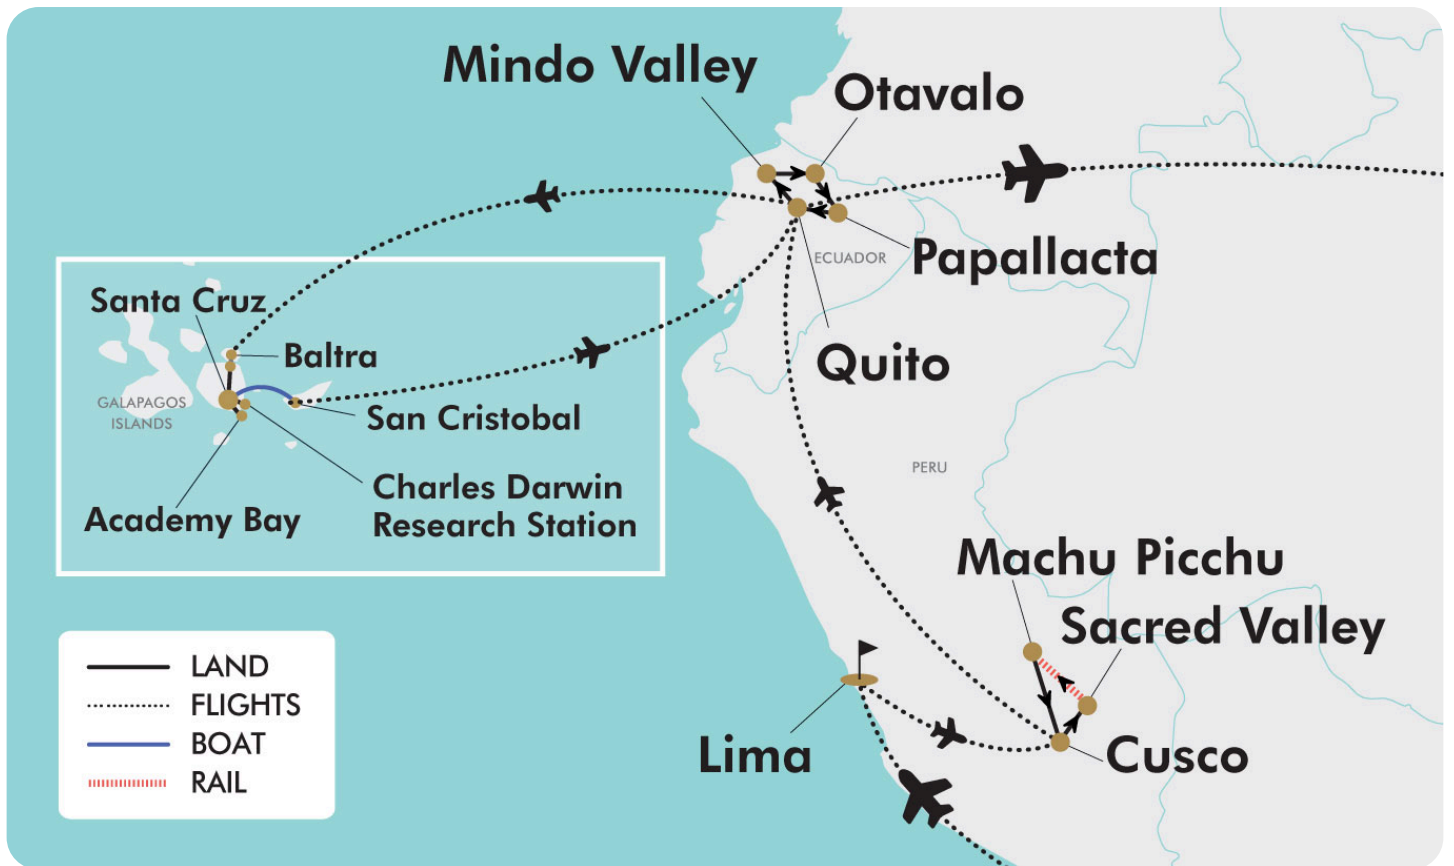 Mindo Valley
Otavalo
Papallacta
ECUADOR
Santa Cruz
Baltra
Quito
GALAPAGOS
ISLANDS
San Cristobal
PERU
Charles Darwin
Research Station
Academy Bay
Machu Picchu
Sacred Valley
Lima
Cusco
LAND
FLIGHTS
BOAT
RAIL